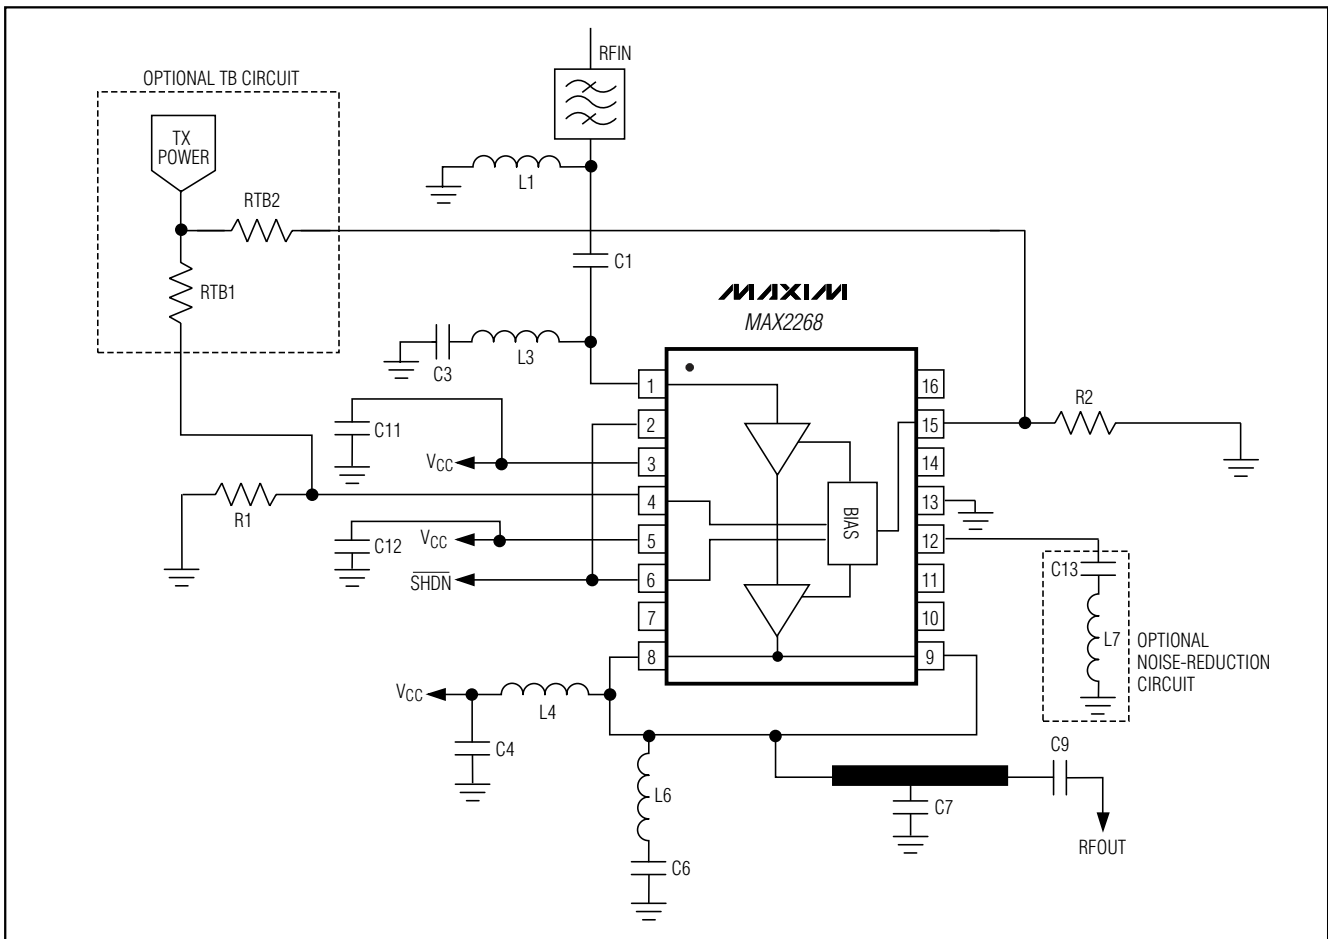 RFIN
OPTIONAL TB CIRCUIT
TX
POWER
L1
RTB2
C1
RTB1
MAXIM
MAX2268
L3
C3
1
16
R2
C11
2
15
VCC
3
14
4
13
R1
BIAS
C12
VCC
5
12
C13
SHDN
6
11
7
10
L7
OPTIONAL
NOISE-REDUCTION
CIRCUIT
8
9
VCC
L4
C4
C9
L6
C7
RFOUT
C6